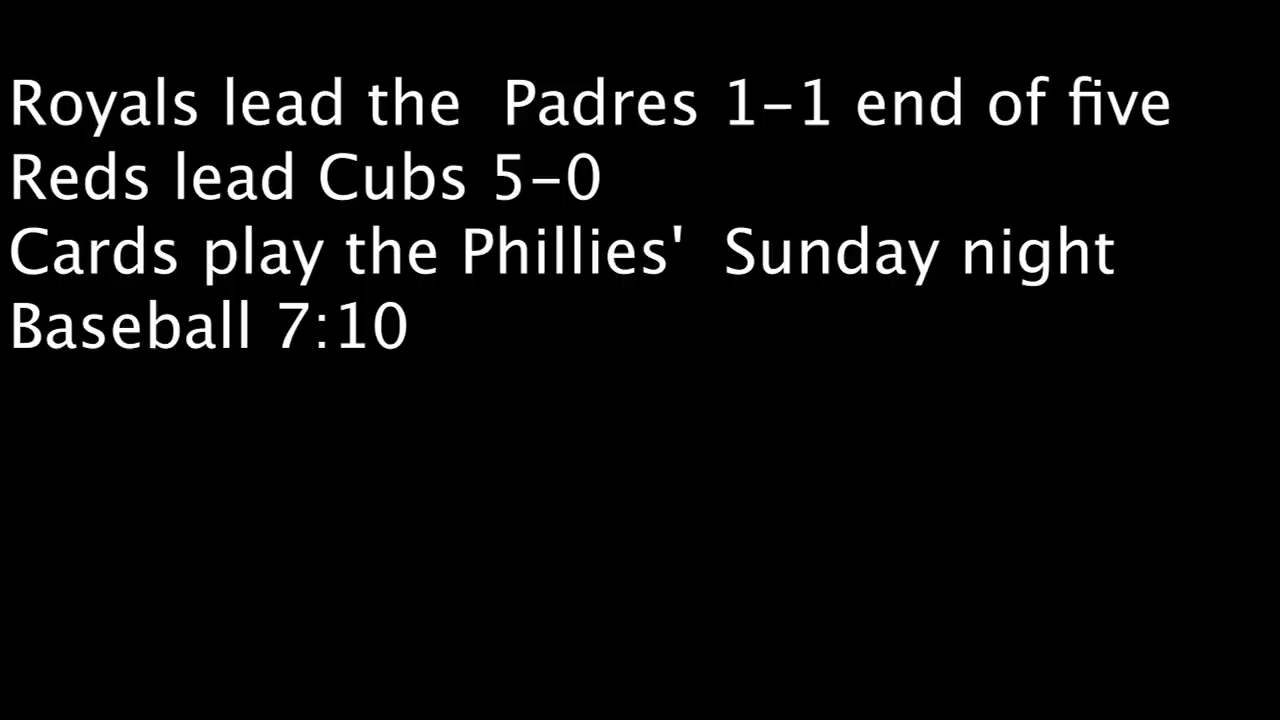 Royals lead the  Padres 1-1 end of five
Reds lead Cubs 5-0
Cards play the Phillies'  Sunday night
Baseball 7:10